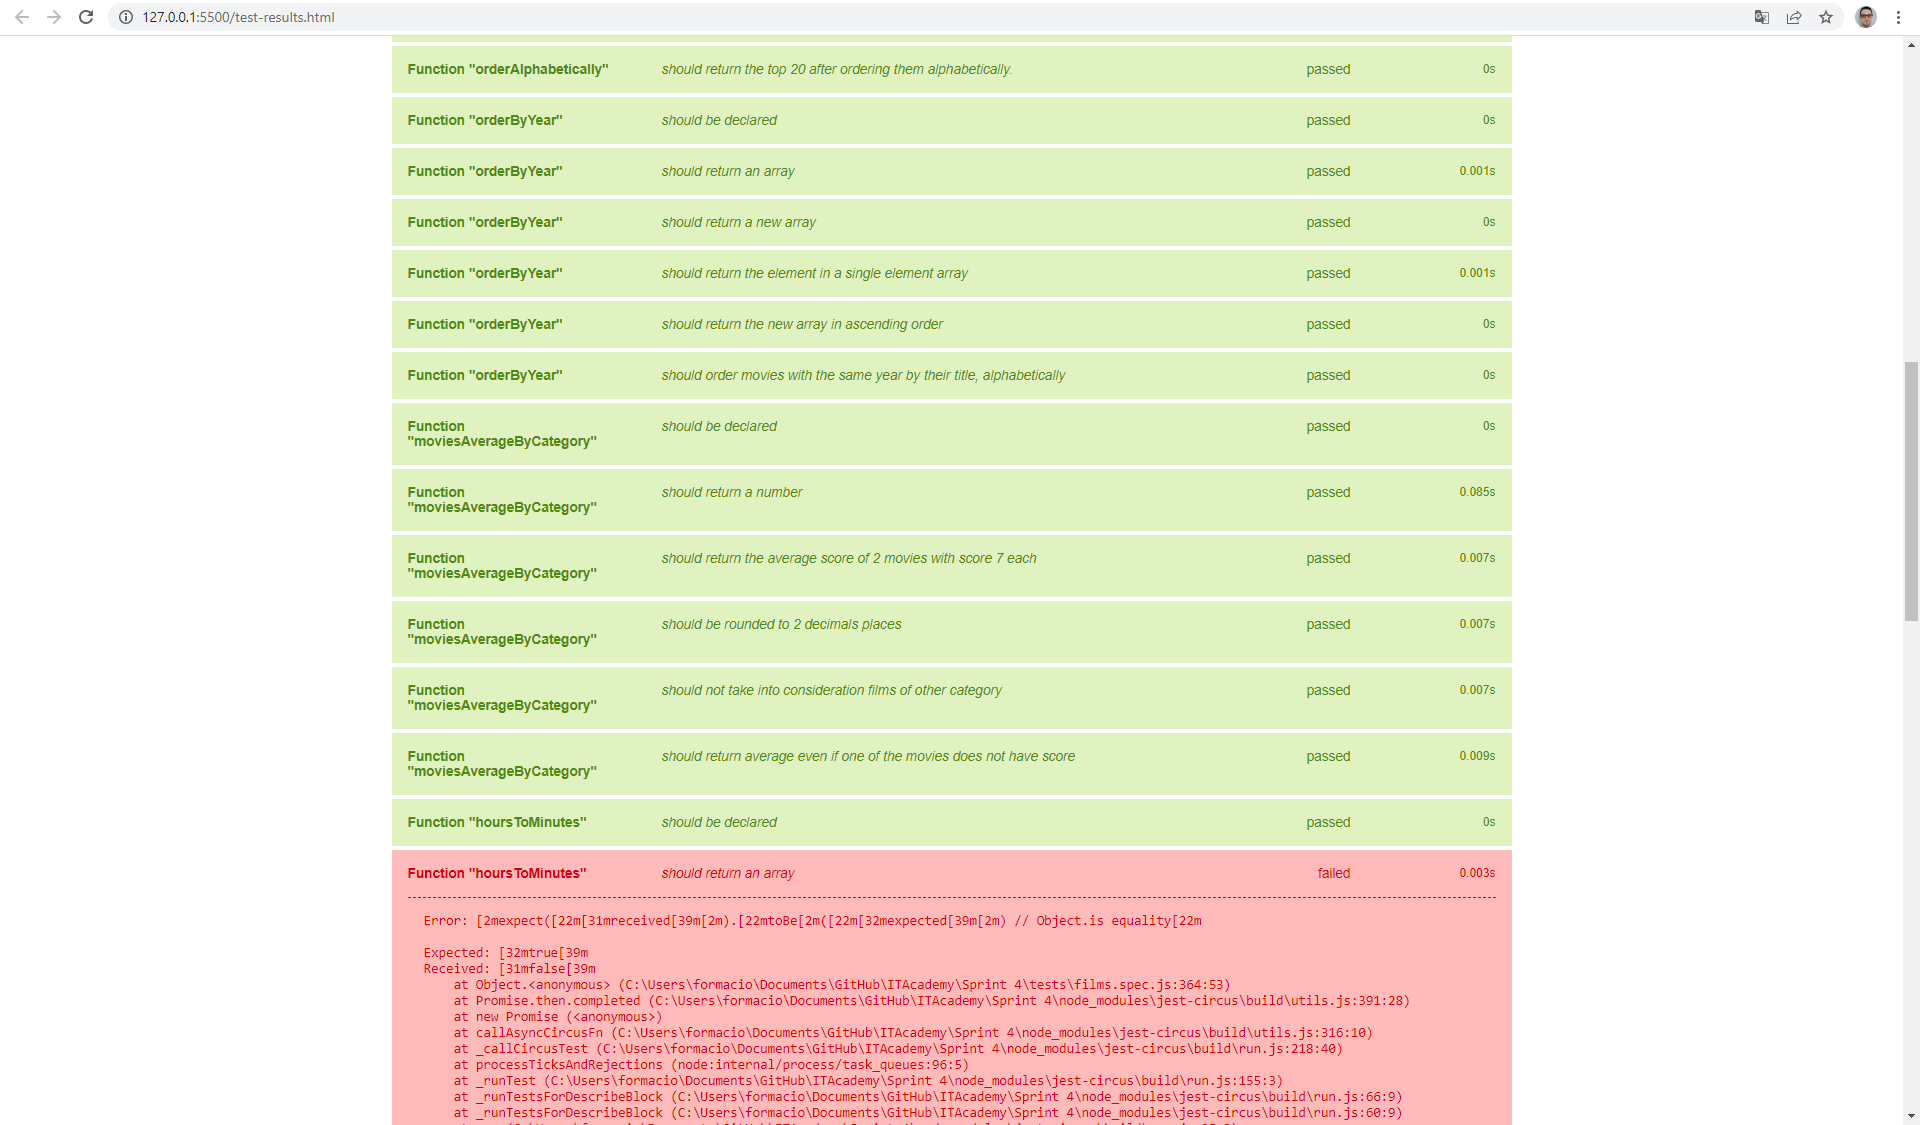 127.0.0.1:5500/test-results.html
Function "orderAlphabetically" should return the top 20 after ordering them alphabetically. passed 0s
Function "orderByYear" should be declared passed 0s
Function "orderByYear" should return an array passed 0.001s
Function "orderByYear" should return a new array passed 0s
Function "orderByYear" should return the element in a single element array passed 0.001s
Function "orderByYear" should return the new array in ascending order passed 0s
Function "orderByYear" should order movies with the same year by their title, alphabetically passed 0s
Function should be declared passed 0s
"moviesAverageByCategory"
Function should return a number passed 0.085s
"moviesAverageByCategory"
Function should return the average score of 2 movies with score 7 each passed 0.007s
"moviesAverageByCategory"
Function should be rounded to 2 decimals places passed 0.007s
"moviesAverageByCategory"
Function should not take into consideration films of other category passed 0.007s
"moviesAverageByCategory"
Function should return average even if one of the movies does not have score passed 0.009s
"moviesAverageByCategory"
Function "hoursToMinutes" should be declared passed 0s
Function "hoursToMinutes" should return an array failed 0.003s
Error: [2mexpect([22m[31mreceived[39m[2m).[22mtoBe[2m([22m[32mexpected[39m[2m) // Object.is equality[22m
Expected: [32mtrue[39m
Received: [31mfalse[39m
at Object.<anonymous> (C:\Users\formacio\Documents\GitHub\ITAcademy\Sprint 4\tests\films.spec.js:364:53)
at Promise.then.completed (C:\Users\formacio\Documents\GitHub\ITAcademy\Sprint 4\node_modules\jest-circus\build\utils.js:391:28)
at new Promise (<anonymous>)
at callAsyncCircusFn (C:\Users\formacio\Documents\GitHub\ITAcademy\Sprint 4\node_modules\jest-circus\build\utils.js:316:10)
at _callCircusTest (C:\Users\formacio\Documents\GitHub\ITAcademy\Sprint 4\node_modules\jest-circus\build\run.js:218:40)
at processTicksAndRejections (node:internal/process/task_queues:96:5)
at _runTest (C:\Users\formacio\Documents\GitHub\ITAcademy\Sprint 4\node_modules\jest-circus\build\run.js:155:3)
at _runTestsForDescribeBlock (C:\Users\formacio\Documents\GitHub\ITAcademy\Sprint 4\node_modules\jest-circus\build\run.js:66:9)
at _runTestsForDescribeBlock (C:\Users\formacio\Documents\GitHub\ITAcademy\Sprint 4\node_modules\jest-circus\build\run.js:60:9)